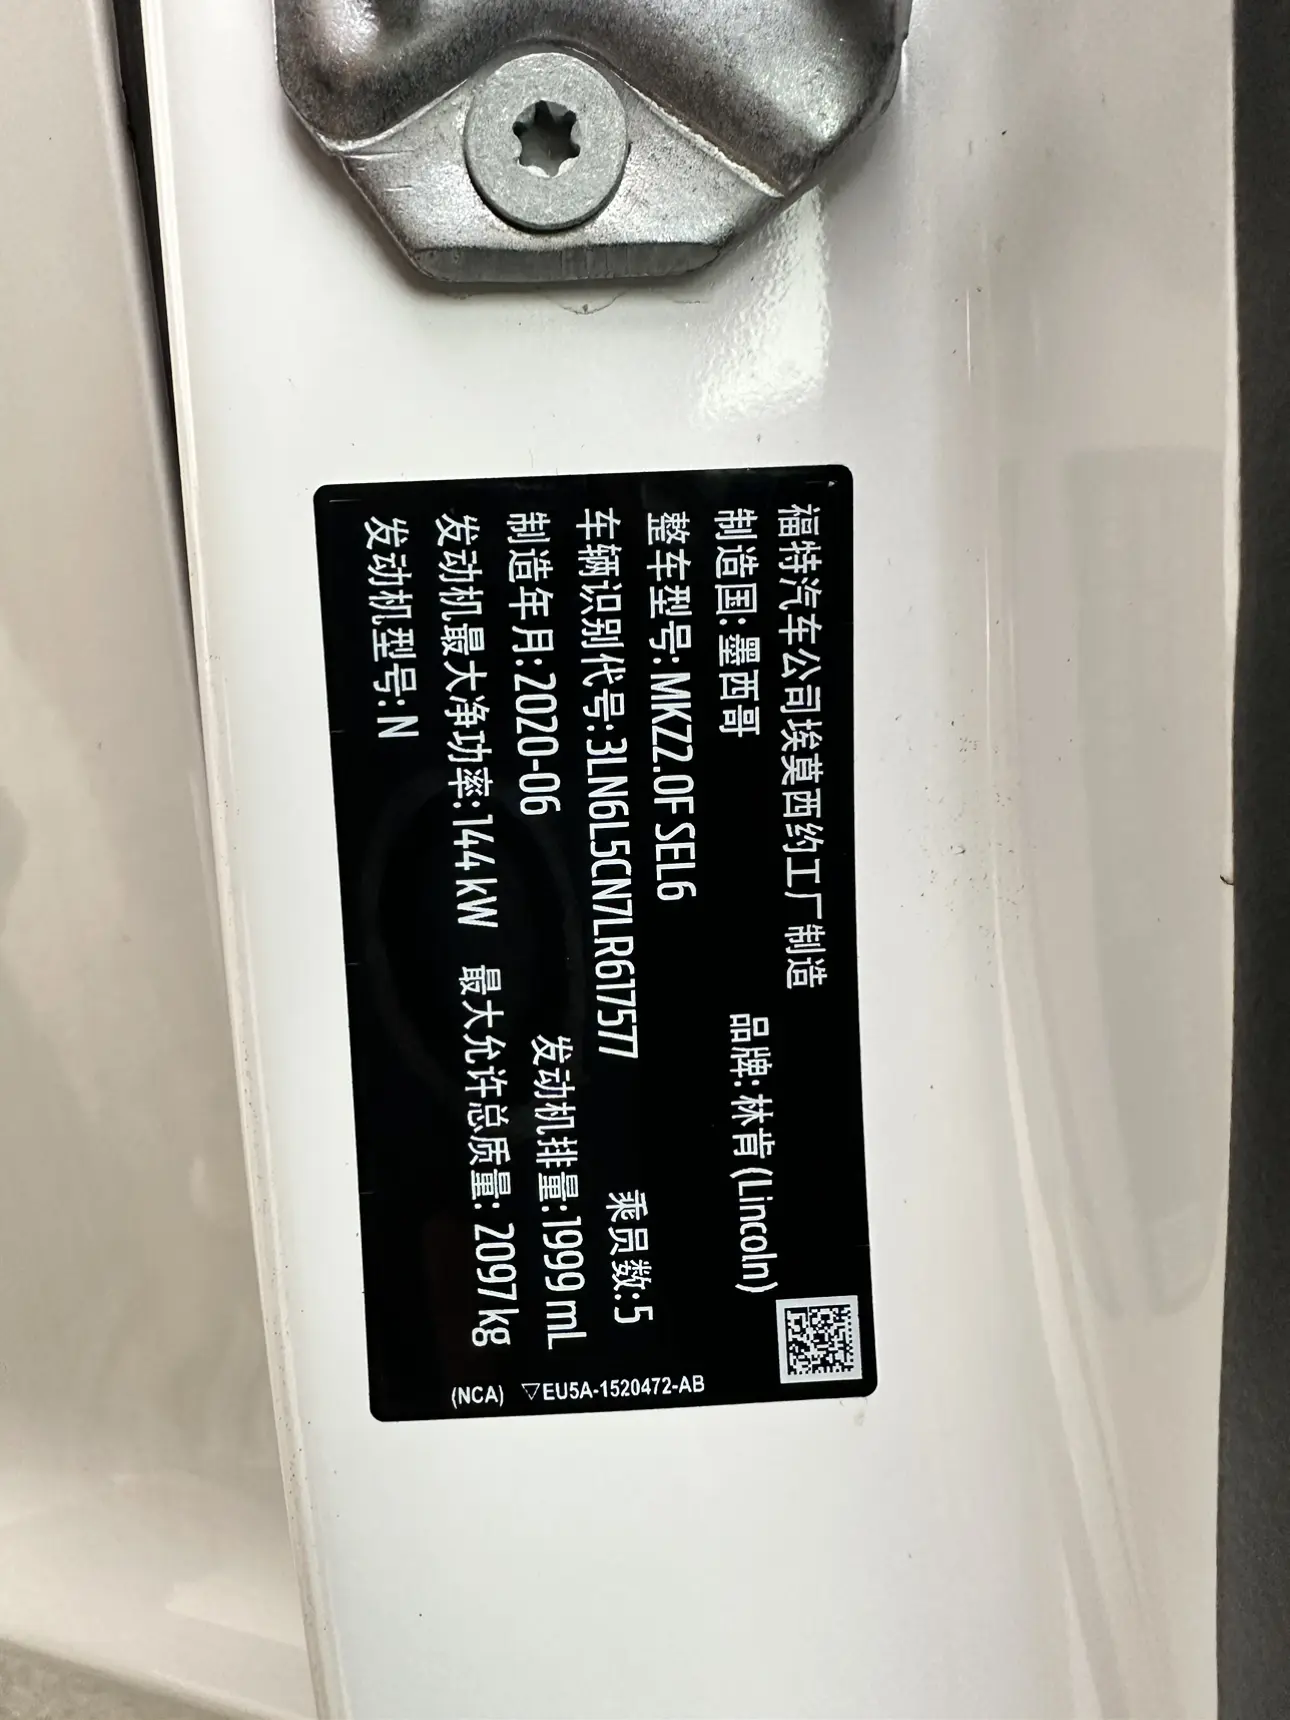 福特汽车公司埃莫西约工厂制造
制造国: 墨西哥 品牌: 林肯 (Lincoln)
整车型号: MKZ2.0F SEL6
车辆识别代号: 3LN6L5CN7LR617577 乘员数: 5
制造年月: 2020-06 发动机排量: 1999 mL
发动机最大净功率: 144 kW 最大允许总质量: 2097 kg
发动机型号: N
(NCA) ▽EU5A-1520472-AB